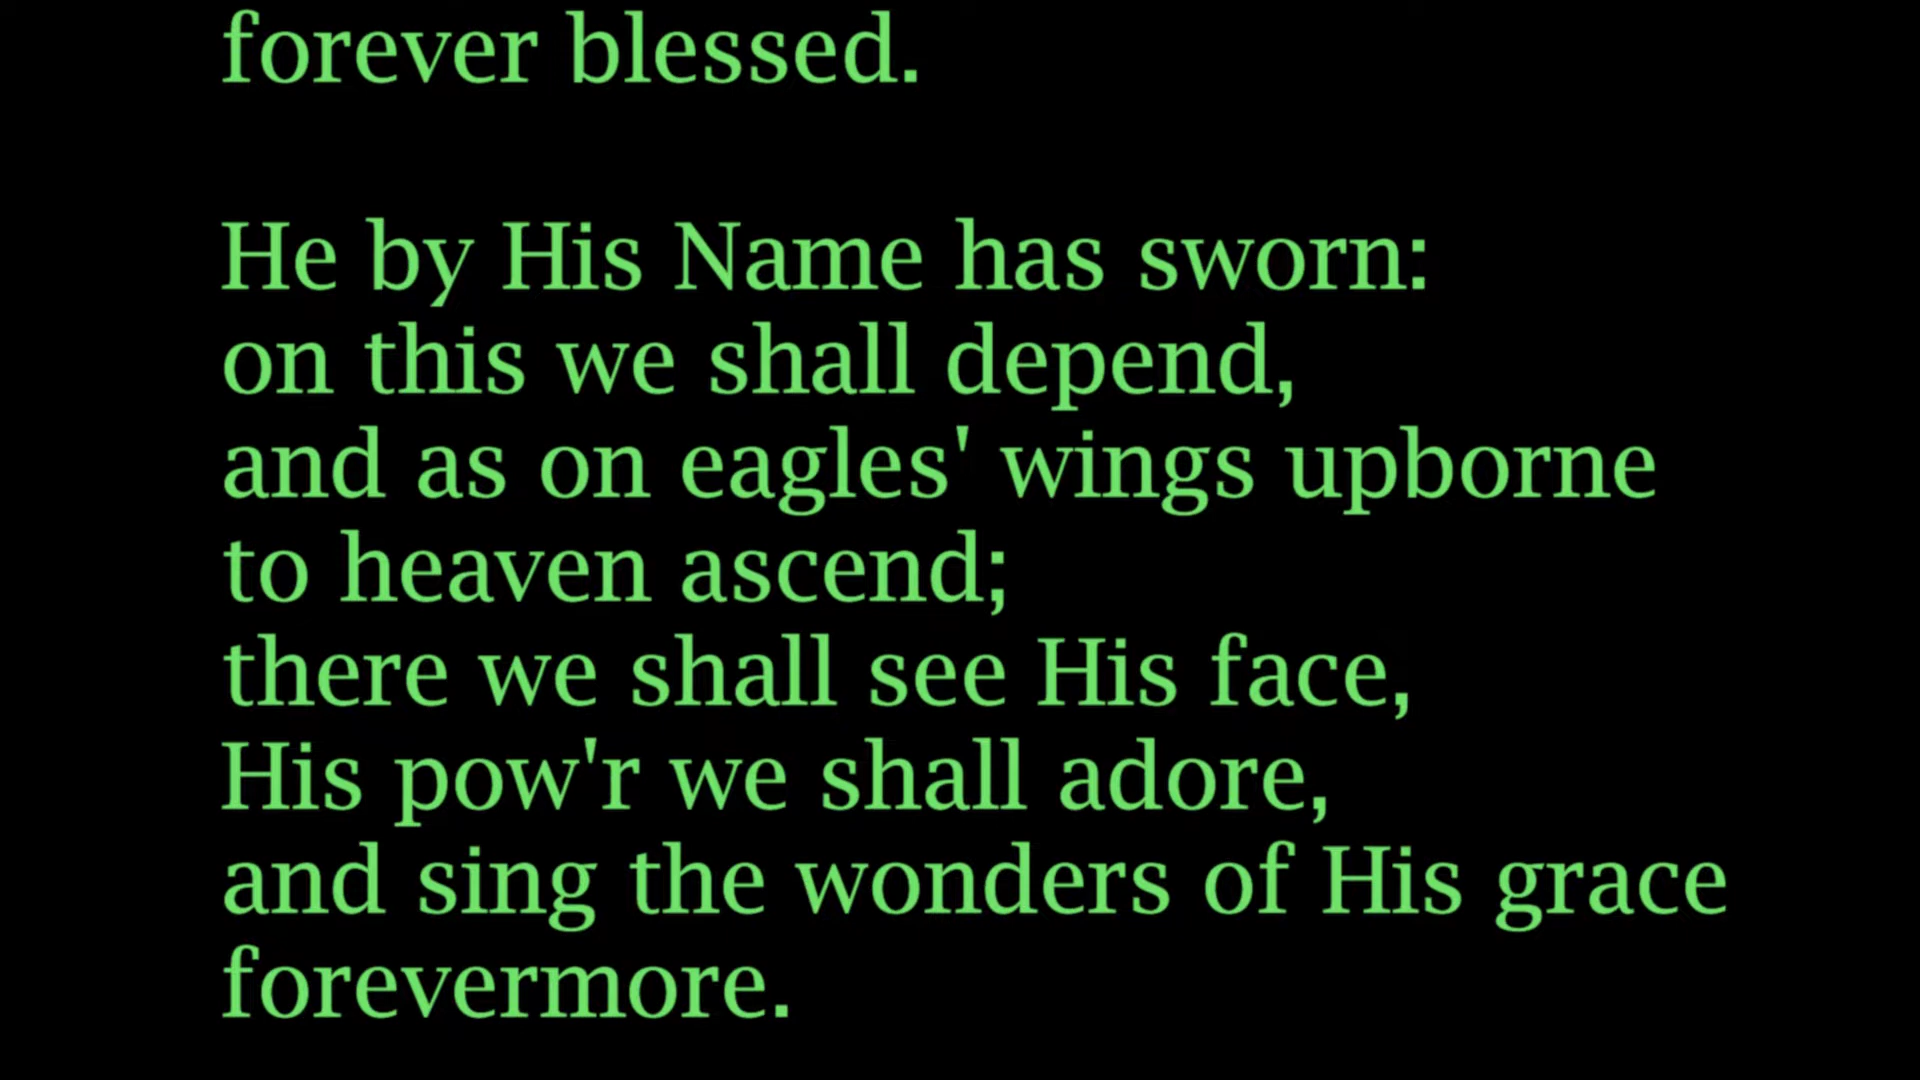 forever blessed.
He by His Name has sworn:
on this we shall depend,
and as on eagles' wings upborne
to heaven ascend;
there we shall see His face,
His pow'r we shall adore,
and sing the wonders of His grace
forevermore.